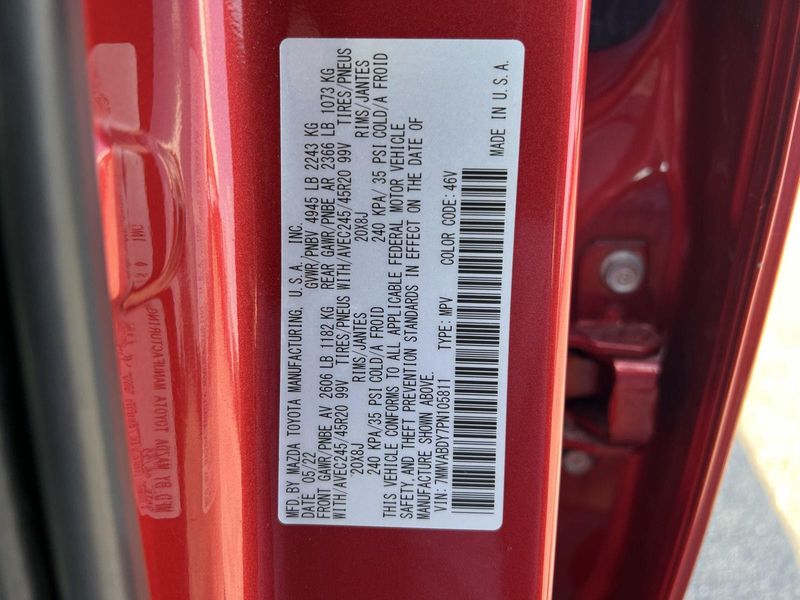 MFD.BY MAZDA TOYOTA MANUFACTURING, U.S.A. INC.
DATE 05/22 GVWR/PNBV 4945 LB 2243 KG
FRONT GAWR/PNBE AV 2606 LB 1182 KG REAR GAWR/PNBE AR 2366 LB 1073 KG
WITH/AVEC245/45R20 99V TIRES/PNEUS WITH/AVEC245/45R20 99V TIRES/PNEUS
20X8J RIMS/JANTES 20X8J RIMS/JANTES
240 KPA/35 PSI COLD/A FROID 240 KPA/35 PSI COLD/A FROID
THIS VEHICLE CONFORMS TO ALL APPLICABLE FEDERAL MOTOR VEHICLE
SAFETY, AND THEFT PREVENTION STANDARDS IN EFFECT ON THE DATE OF
MANUFACTURE SHOWN ABOVE.
VIN: 7MMVABDY7PN105811 TYPE: MPV COLOR CODE: 46V
MADE IN U.S.A.